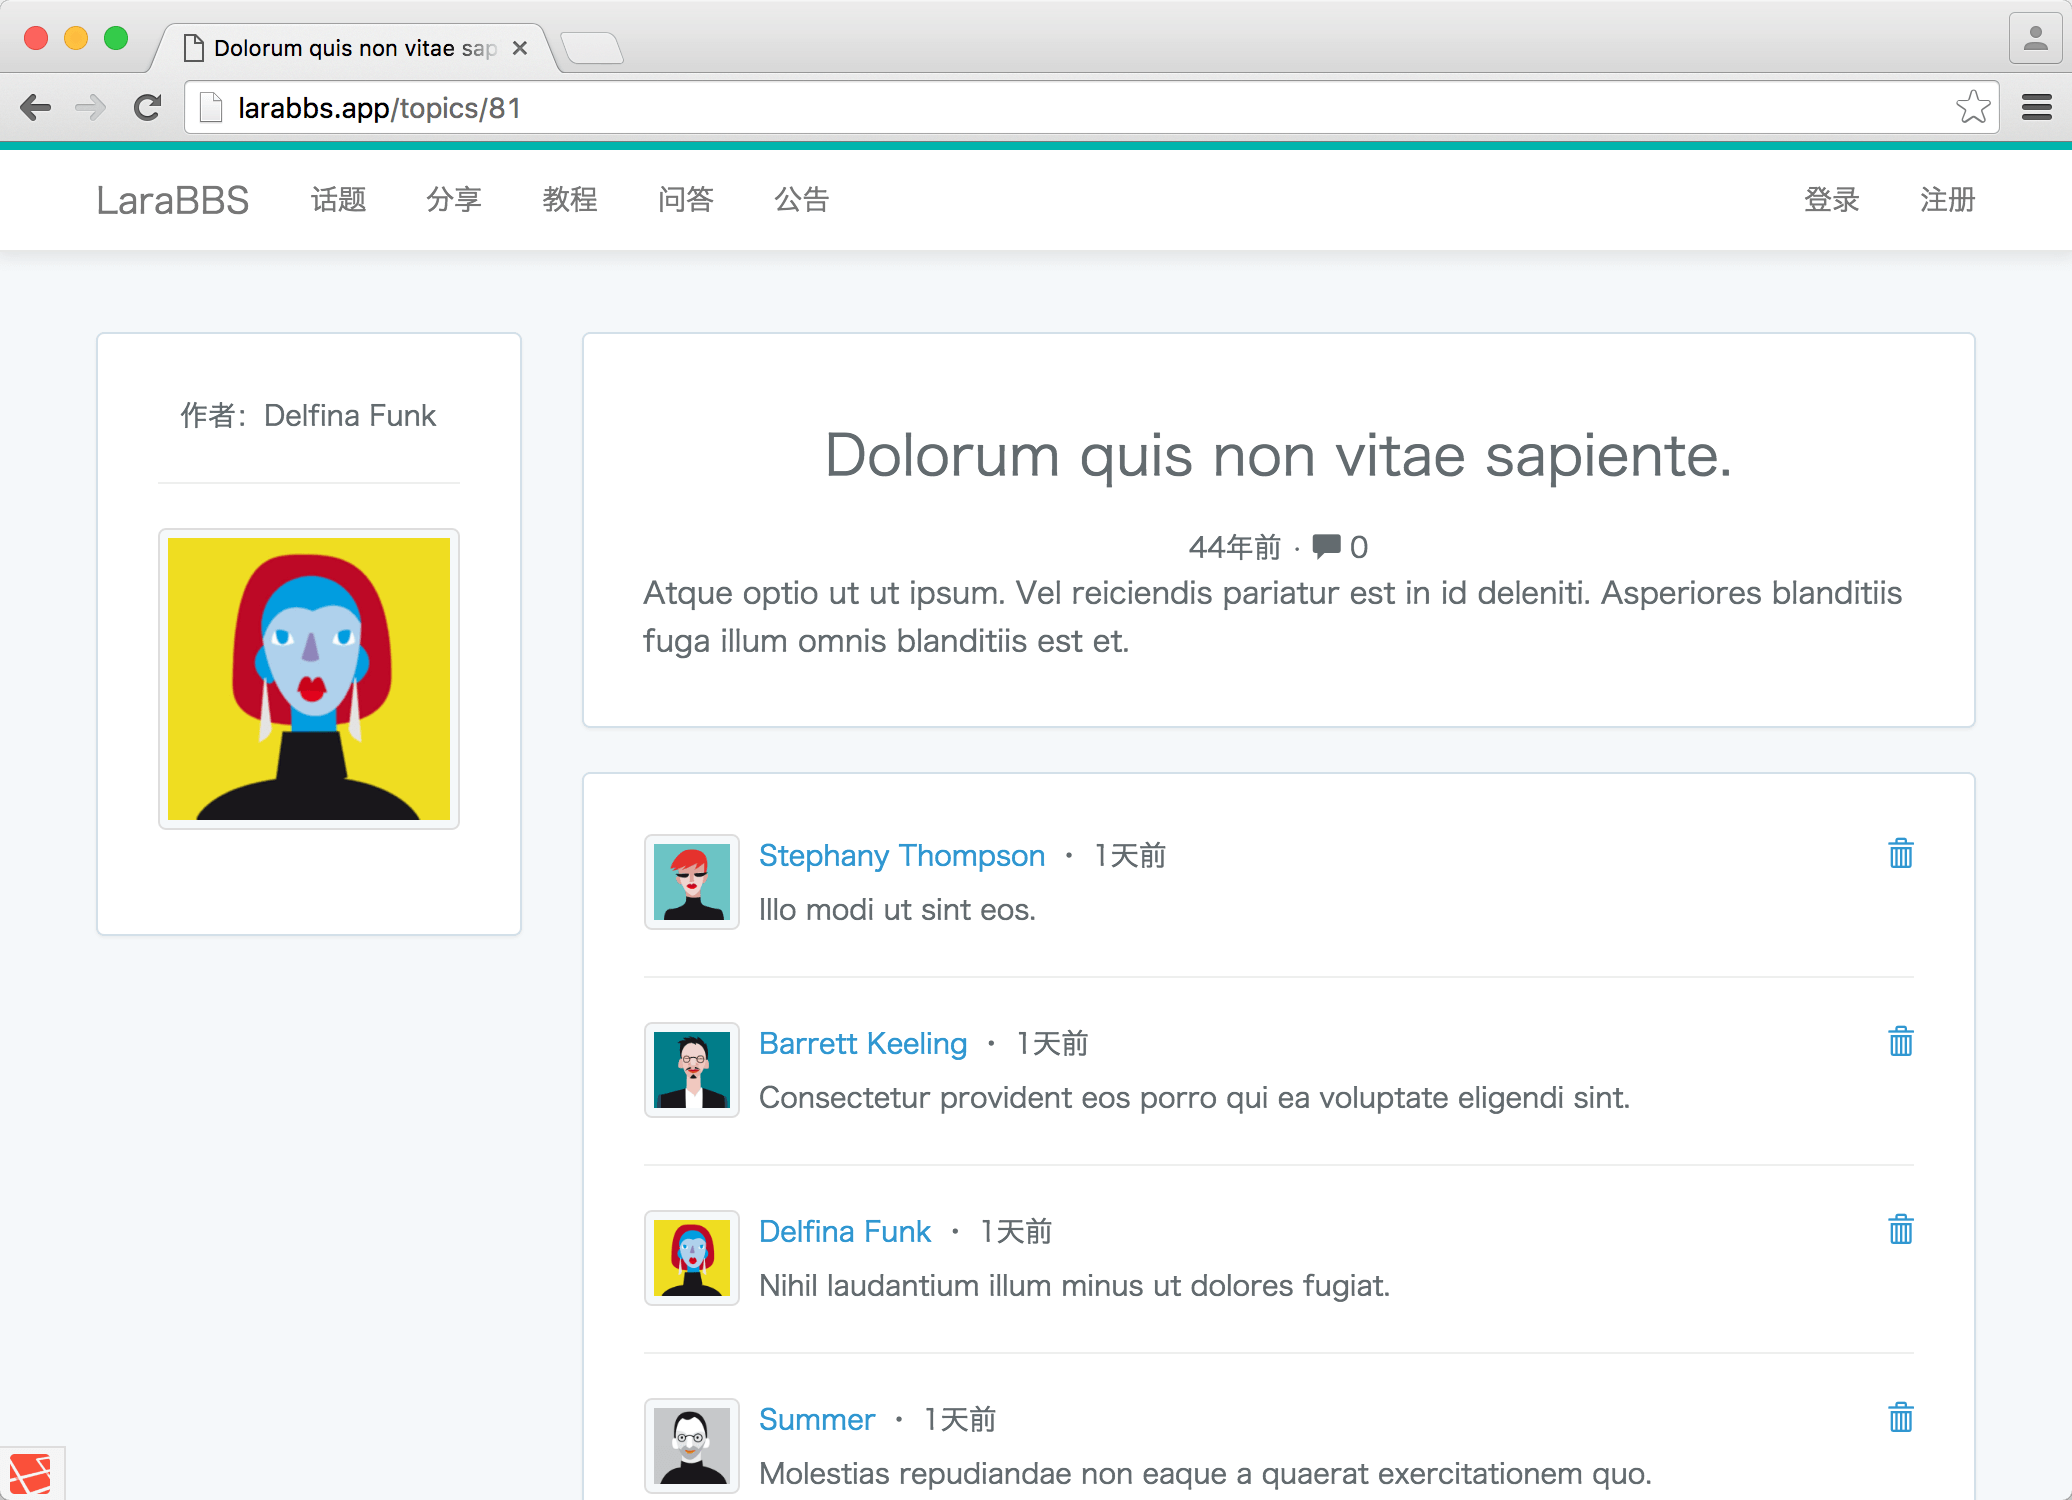 Dolorum quis non vitae sap
larabbs.app/topics/81
LaraBBS 话题 分享 教程 问答 公告 登录 注册
作者：Delfina Funk
Dolorum quis non vitae sapiente.
44年前 · 0
Atque optio ut ut ipsum. Vel reiciendis pariatur est in id deleniti. Asperiores blanditiis
fuga illum omnis blanditiis est et.
Stephany Thompson · 1天前
Illo modi ut sint eos.
Barrett Keeling · 1天前
Consectetur provident eos porro qui ea voluptate eligendi sint.
Delfina Funk · 1天前
Nihil laudantium illum minus ut dolores fugiat.
Summer · 1天前
Molestias repudiandae non eaque a quaerat exercitationem quo.